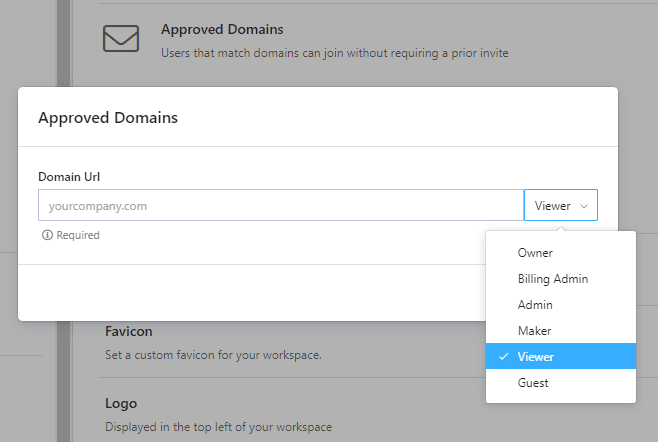 Approved Domains
Users that match domains can join without requiring a prior invite
Approved Domains
Domain Url
yourcompany.com
Viewer
Required
Owner
Billing Admin
Admin
Maker
Viewer
Guest
Favicon
Set a custom favicon for your workspace.
Logo
Displayed in the top left of your workspace